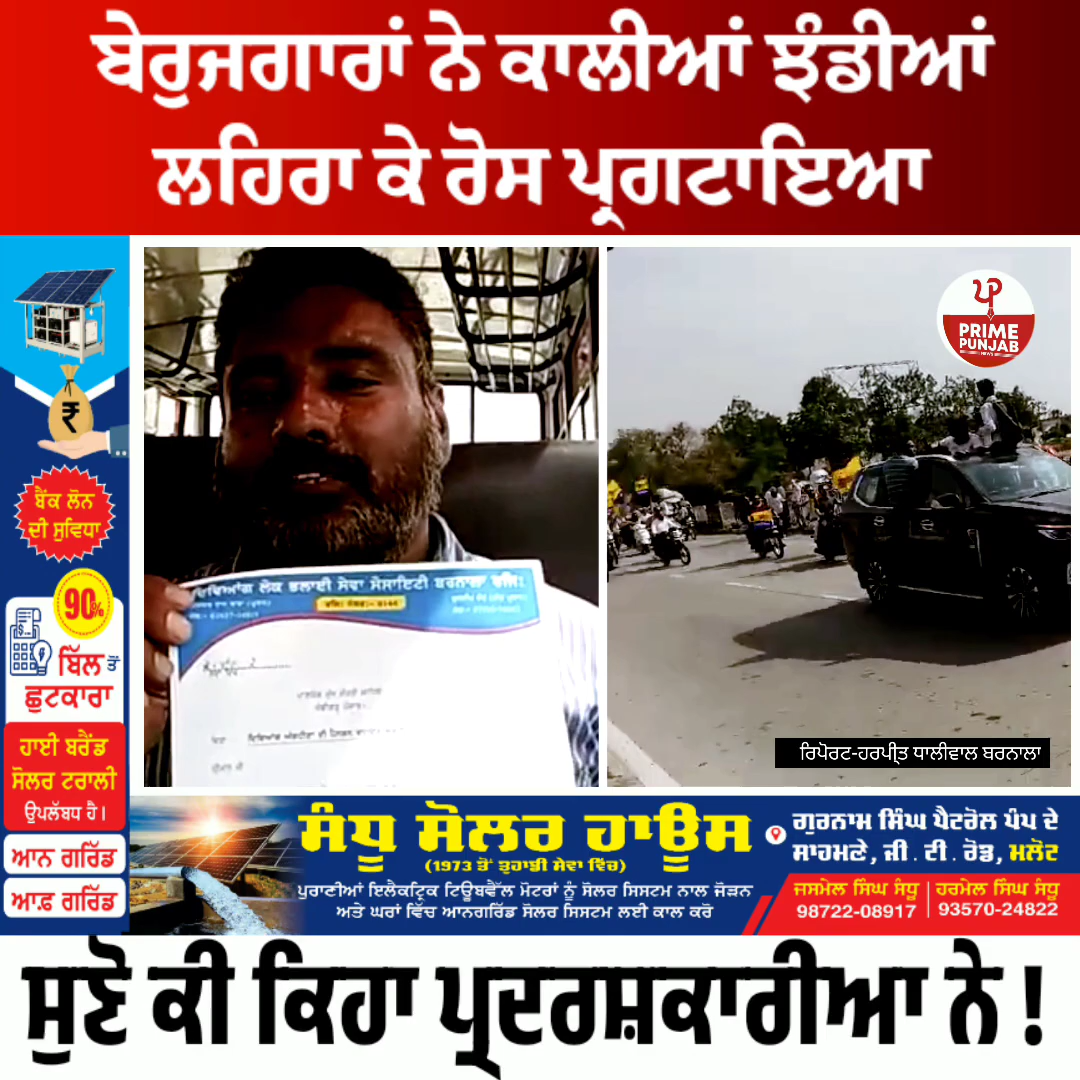 ਬੇਰੁਜਗਾਰਾਂ ਨੇ ਕਾਲੀਆਂ ਝੰਡੀਆਂ
ਲਹਿਰਾ ਕੇ ਰੋਸ ਪ੍ਰਗਟਾਇਆ
PRIME
PUNJAB
NEWS
₹
ਬੈਂਕ ਲੋਨ
ਦੀ ਸੁਵਿਧਾ
90%
ਬਿੱਲ ਤੋਂ
ਛੁਟਕਾਰਾ
ਹਾਈ ਬਰੈਂਡ
ਸੋਲਰ ਟਰਾਲੀ
ਉਪਲੱਬਧ ਹੈ।
ਆਨ ਗਰਿੱਡ
ਆਫ਼ ਗਰਿੱਡ
ਦਿਵਿਆਂਗ ਲੋਕ ਭਲਾਈ ਸੇਵਾ ਸੋਸਾਇਟੀ ਬਰਨਾਲਾ ਰਜਿ:
ਰਿਪੋਰਟ-ਹਰਪ੍ਰੀਤ ਧਾਲੀਵਾਲ ਬਰਨਾਲਾ
ਸੰਧੂ ਸੋਲਰ ਹਾਊਸ
(1973 ਤੋਂ ਤੁਹਾਡੀ ਸੇਵਾ ਵਿੱਚ)
ਪੁਰਾਣੀਆਂ ਇਲੈਕਟ੍ਰਿਕ ਟਿਊਬਵੈੱਲ ਮੋਟਰਾਂ ਨੂੰ ਸੋਲਰ ਸਿਸਟਮ ਨਾਲ ਜੋੜਨ
ਅਤੇ ਘਰਾਂ ਵਿੱਚ ਆਨਗਰਿੱਡ ਸੋਲਰ ਸਿਸਟਮ ਲਈ ਕਾਲ ਕਰੋ
ਗੁਰਨਾਮ ਸਿੰਘ ਪੈਟਰੋਲ ਪੰਪ ਦੇ
ਸਾਹਮਣੇ, ਜੀ. ਟੀ. ਰੋਡ, ਮਲੋਟ
ਜਸਮੇਲ ਸਿੰਘ ਸੰਧੂ
98722-08917
ਹਰਮੇਲ ਸਿੰਘ ਸੰਧੂ
93570-24822
ਸੁਣੋ ਕੀ ਕਿਹਾ ਪ੍ਰਦਰਸ਼ਕਾਰੀਆ ਨੇ !